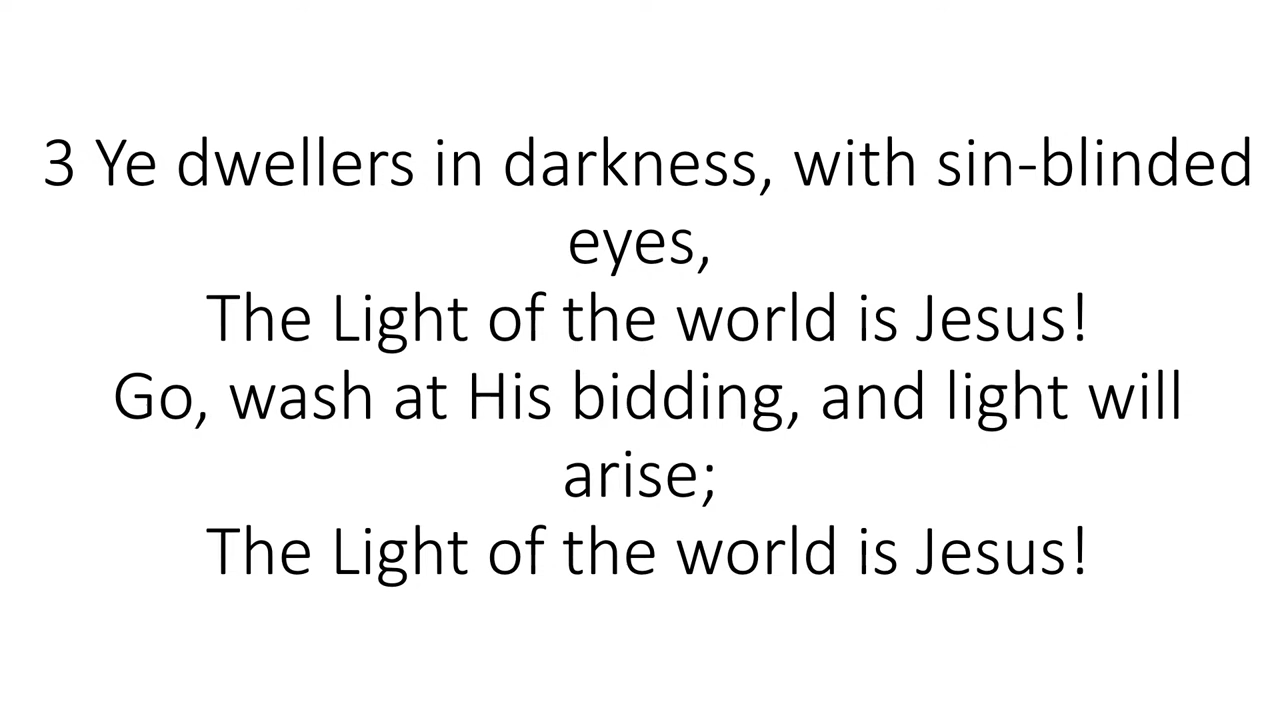 3 Ye dwellers in darkness, with sin-blinded
eyes,
The Light of the world is Jesus!
Go, wash at His bidding, and light will
arise;
The Light of the world is Jesus!